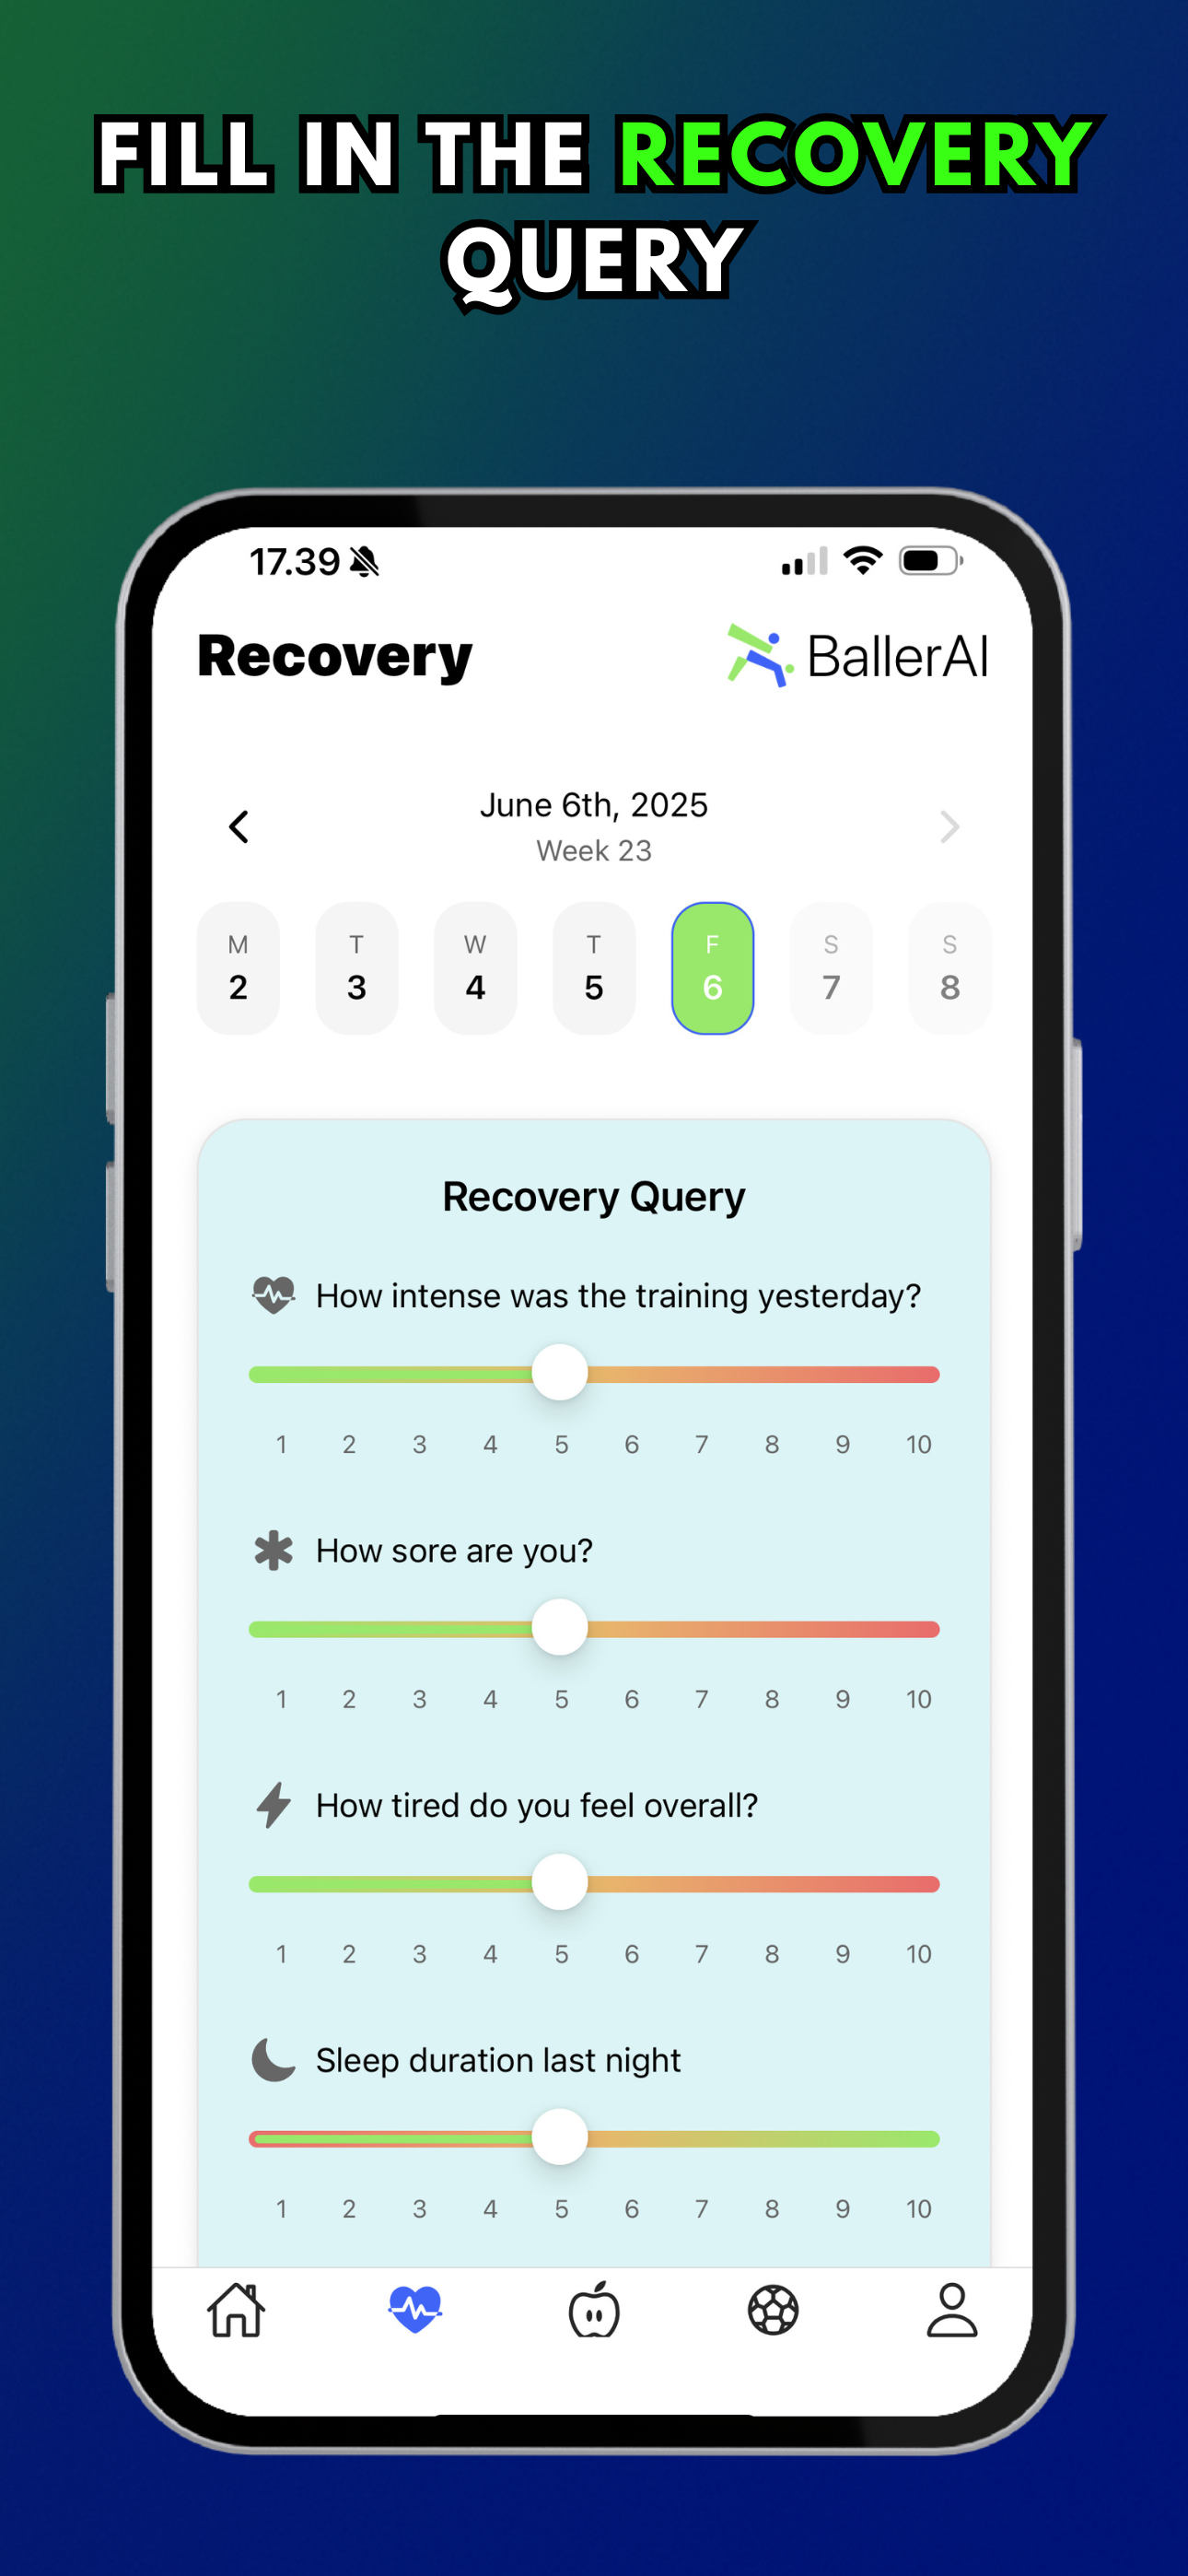 FILL IN THE RECOVERY
QUERY
17.39
Recovery
BallerAI
June 6th, 2025
Week 23
M T W T F S S
2 3 4 5 6 7 8
Recovery Query
How intense was the training yesterday?
1 2 3 4 5 6 7 8 9 10
How sore are you?
1 2 3 4 5 6 7 8 9 10
How tired do you feel overall?
1 2 3 4 5 6 7 8 9 10
Sleep duration last night
1 2 3 4 5 6 7 8 9 10